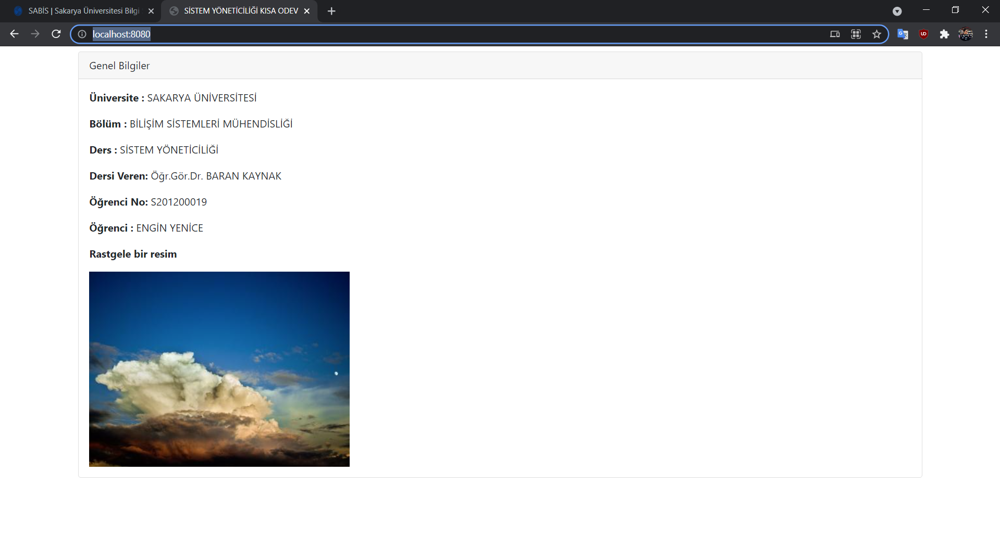 SABİS | Sakarya Üniversitesi Bilgi
SİSTEM YÖNETİCİLİĞİ KISA ODEV
localhost:8080
Genel Bilgiler
Üniversite : SAKARYA ÜNİVERSİTESİ
Bölüm : BİLİŞİM SİSTEMLERİ MÜHENDİSLİĞİ
Ders : SİSTEM YÖNETİCİLİĞİ
Dersi Veren: Öğr.Gör.Dr. BARAN KAYNAK
Öğrenci No: S201200019
Öğrenci : ENGİN YENİCE
Rastgele bir resim